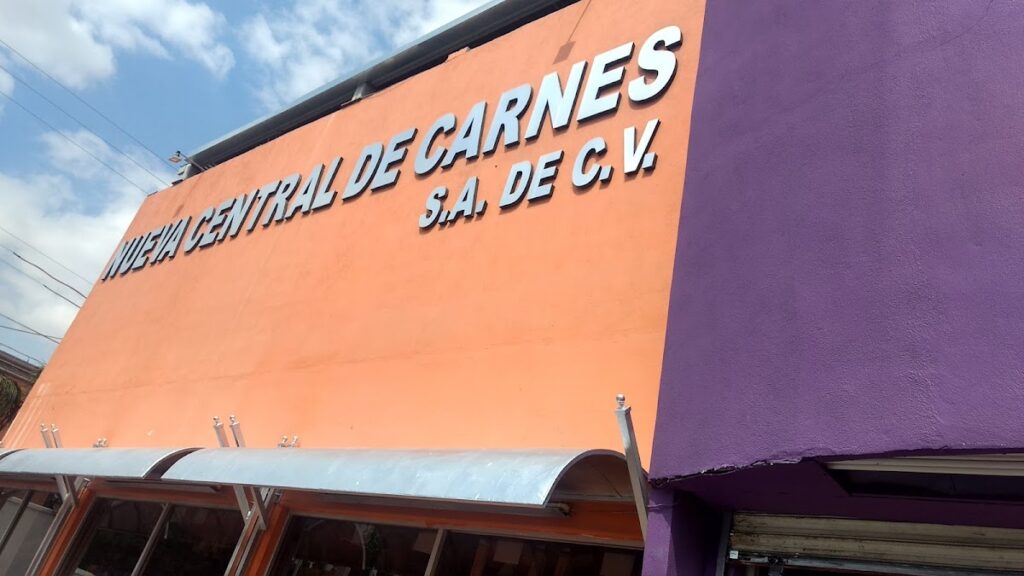 NUEVA CENTRAL DE CARNES
S.A. DE C.V.